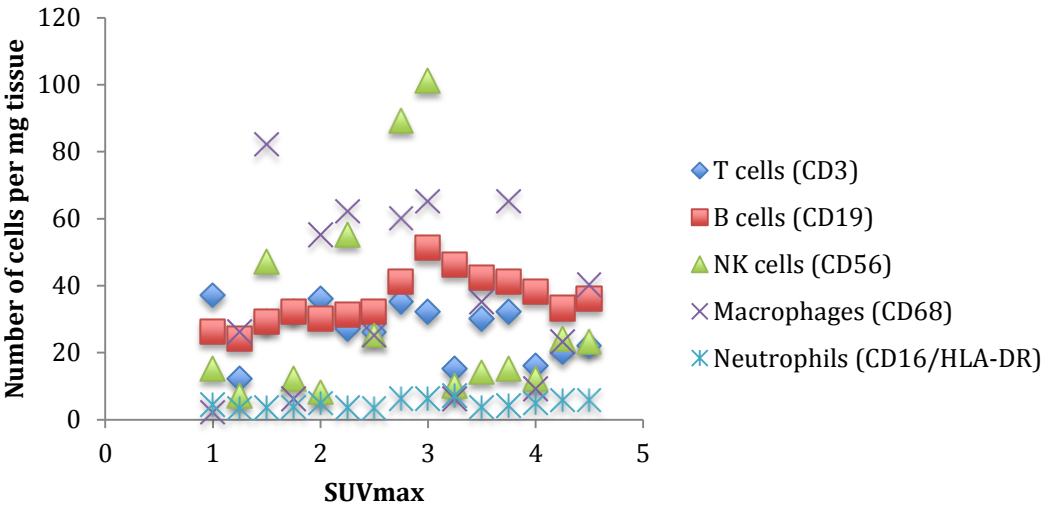 120
100
80
60
40
20
0
Number of cells per mg tissue
0 1 2 3 4 5
SUVmax
T cells (CD3)
B cells (CD19)
NK cells (CD56)
Macrophages (CD68)
Neutrophils (CD16/HLA-DR)